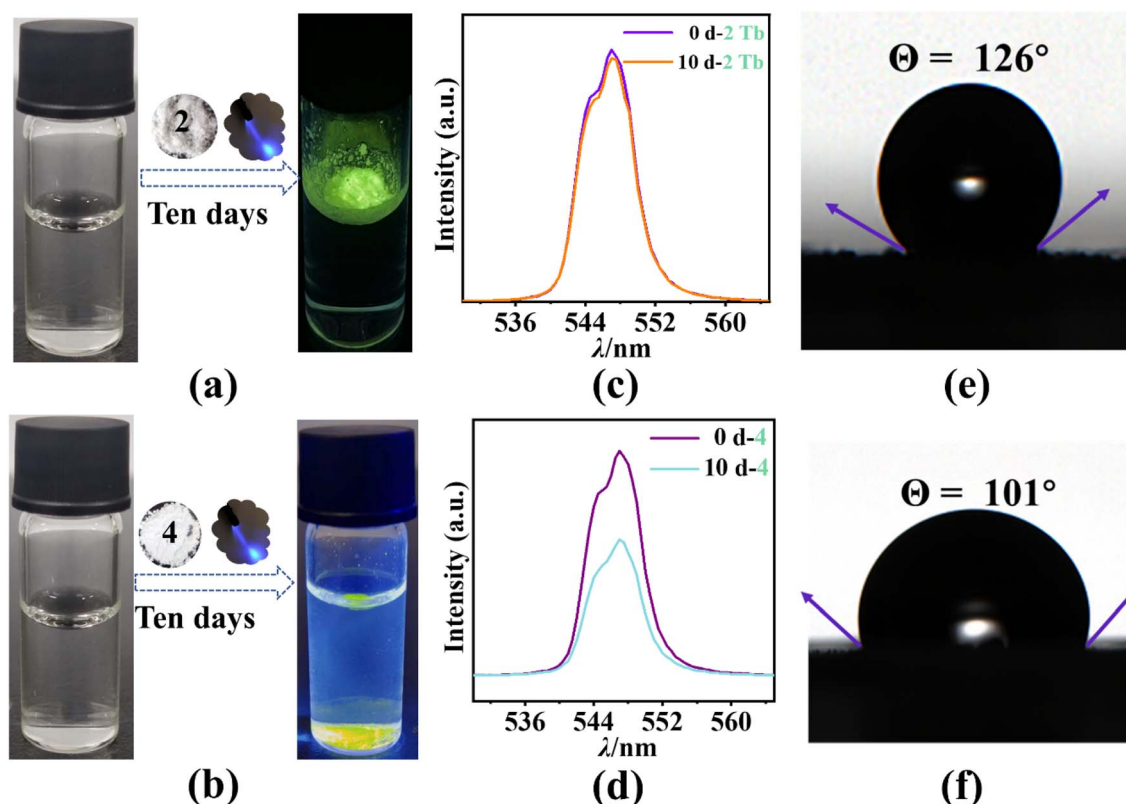 2
Ten days
(a)
0 d-2 Tb
10 d-2 Tb
Intensity (a.u.)
536 544 552 560
λ/nm
(c)
Θ = 126°
(e)
4
Ten days
(b)
0 d-4
10 d-4
Intensity (a.u.)
536 544 552 560
λ/nm
(d)
Θ = 101°
(f)